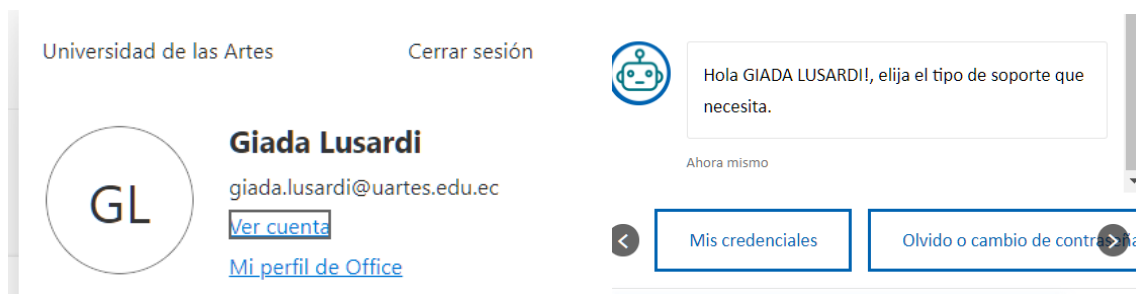 Universidad de las Artes
Cerrar sesión
GL
Giada Lusardi
giada.lusardi@uartes.edu.ec
Ver cuenta
Mi perfil de Office
Hola GIADA LUSARDI!, elija el tipo de soporte que
necesita.
Ahora mismo
Mis credenciales
Olvido o cambio de contraseña